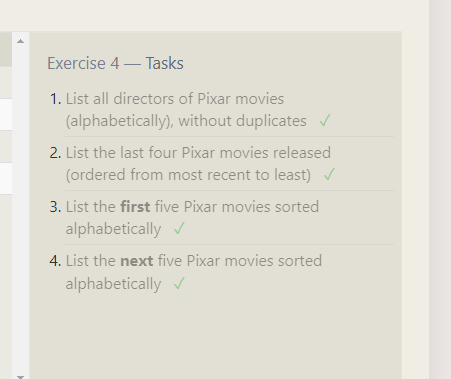 Exercise 4 — Tasks
1. List all directors of Pixar movies
(alphabetically), without duplicates ✓
2. List the last four Pixar movies released
(ordered from most recent to least) ✓
3. List the first five Pixar movies sorted
alphabetically ✓
4. List the next five Pixar movies sorted
alphabetically ✓